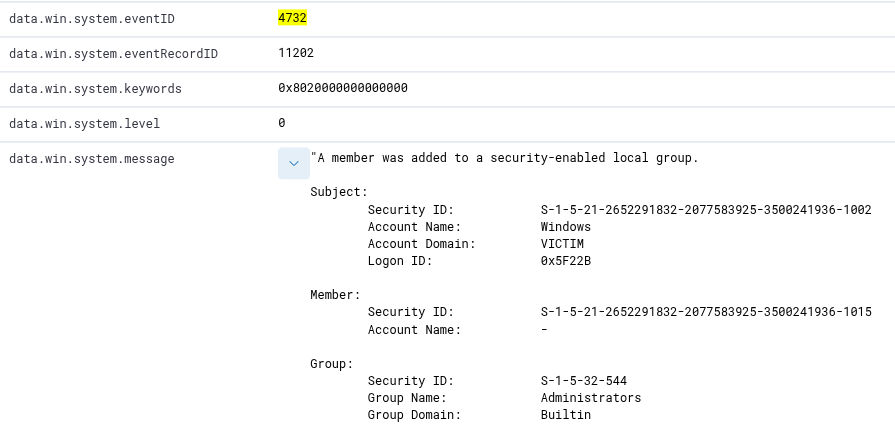 data.win.system.eventID 4732
data.win.system.eventRecordID 11202
data.win.system.keywords 0x8020000000000000
data.win.system.level 0
data.win.system.message "A member was added to a security-enabled local group.
Subject:
Security ID: S-1-5-21-2652291832-2077583925-3500241936-1002
Account Name: Windows
Account Domain: VICTIM
Logon ID: 0x5F22B
Member:
Security ID: S-1-5-21-2652291832-2077583925-3500241936-1015
Account Name: -
Group:
Security ID: S-1-5-32-544
Group Name: Administrators
Group Domain: Builtin